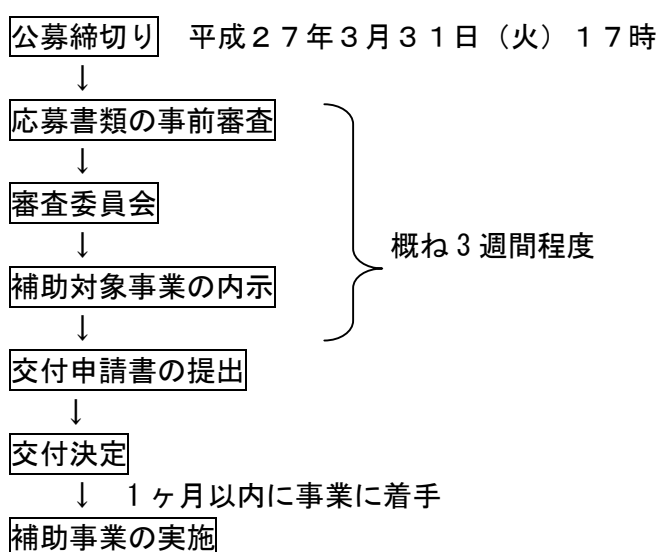 公募締切り　平成２７年３月３１日（火）１７時
↓
応募書類の事前審査
↓
審査委員会
↓
概ね３週間程度
補助対象事業の内示
↓
交付申請書の提出
↓
交付決定
↓　１ヶ月以内に事業に着手
補助事業の実施